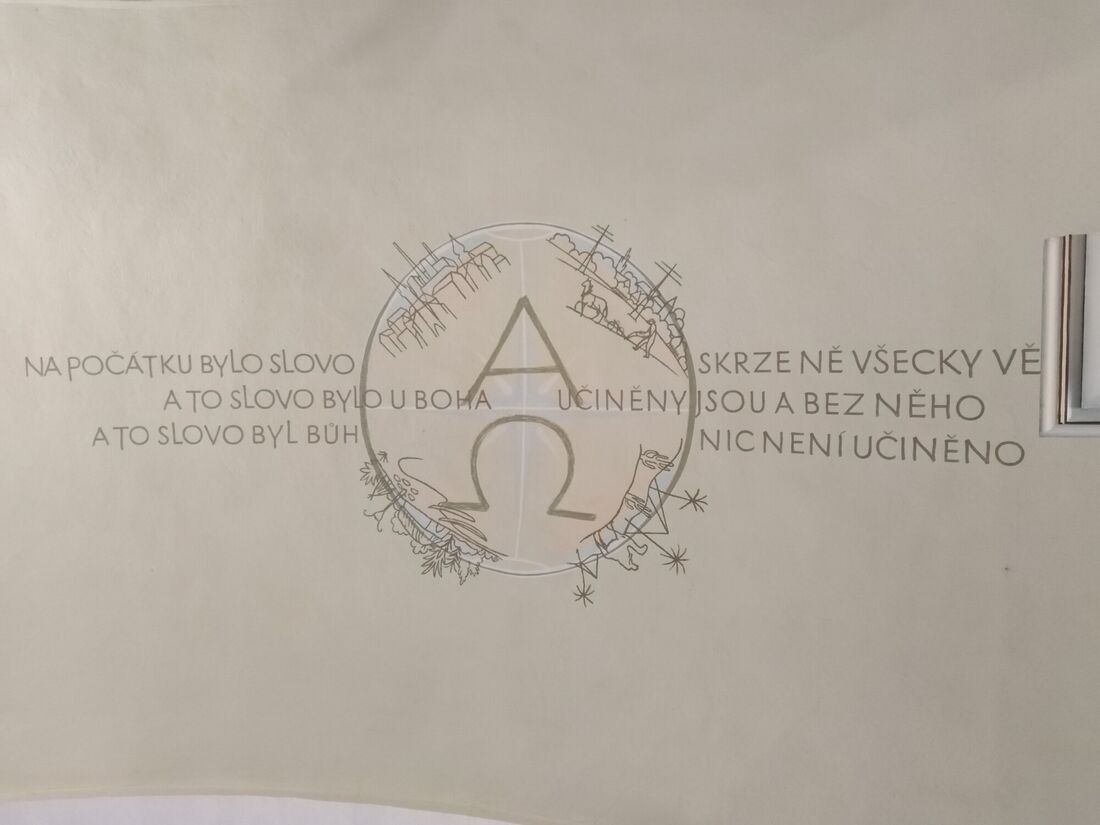 NA POČÁTKU BYLO SLOVO
A TO SLOVO BYLO U BOHA
A TO SLOVO BYL BŮH
Α
Ω
SKRZE NĚ VŠECKY VĚ
UČINĚNY JSOU A BEZ NĚHO
NIC NENÍ UČINĚNO